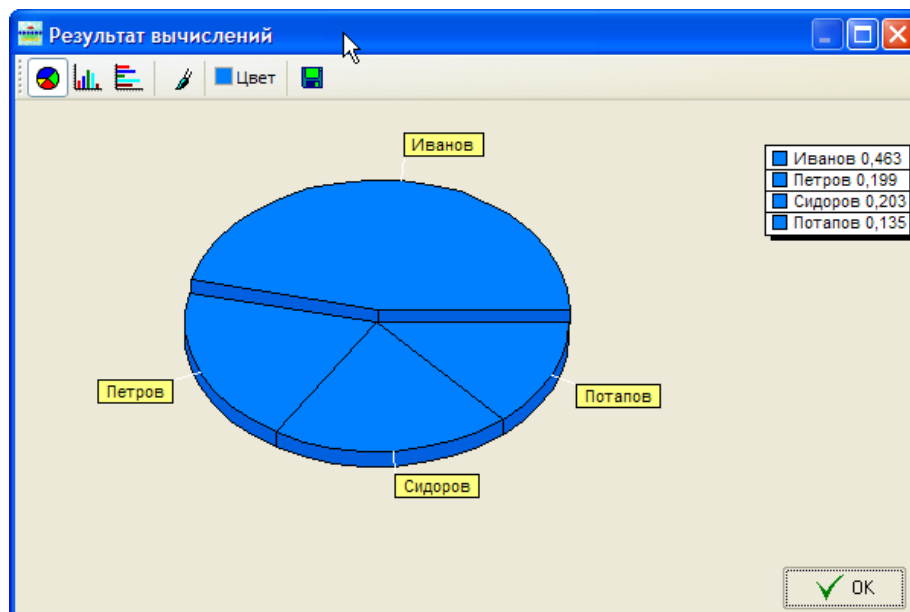 Результат вычислений
Цвет
Иванов
Иванов 0,463
Петров 0,199
Сидоров 0,203
Потапов 0,135
Петров
Потапов
Сидоров
OK